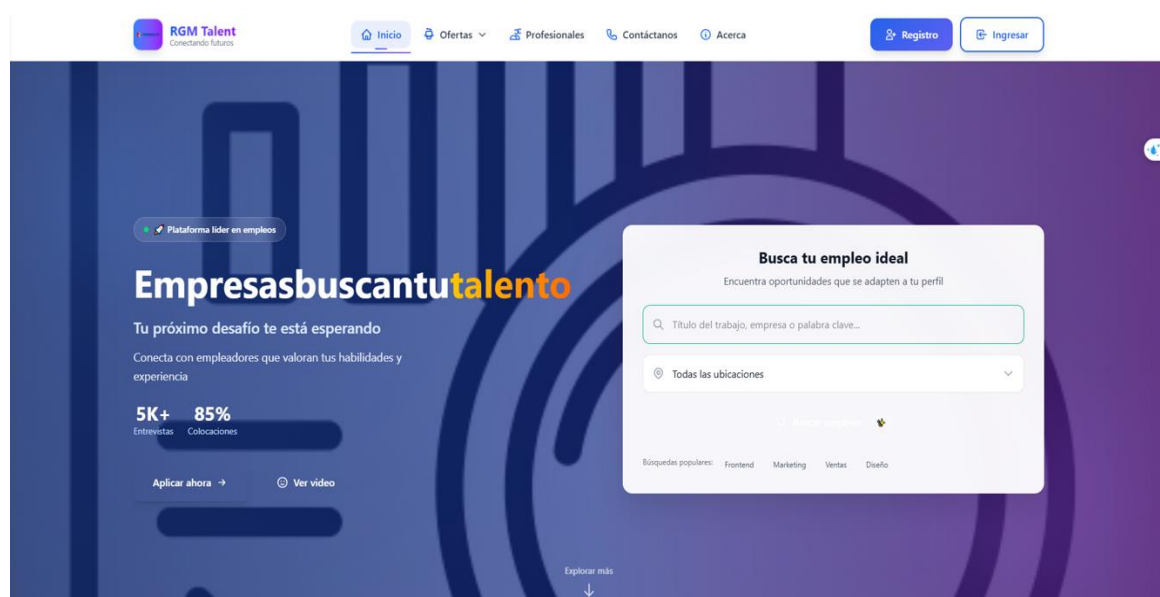 RGM Talent
Conectando futuros
Inicio
Ofertas
Profesionales
Contáctanos
Acerca
Registro
Ingresar
Plataforma líder en empleos
Empresasbuscantutalento
Tu próximo desafío te está esperando
Conecta con empleadores que valoran tus habilidades y
experiencia
5K+ 85%
Entrevistas Colocaciones
Aplicar ahora → Ver video
Busca tu empleo ideal
Encuentra oportunidades que se adapten a tu perfil
Título del trabajo, empresa o palabra clave...
Todas las ubicaciones
Búsquedas populares: Frontend Marketing Ventas Diseño
Explorar más